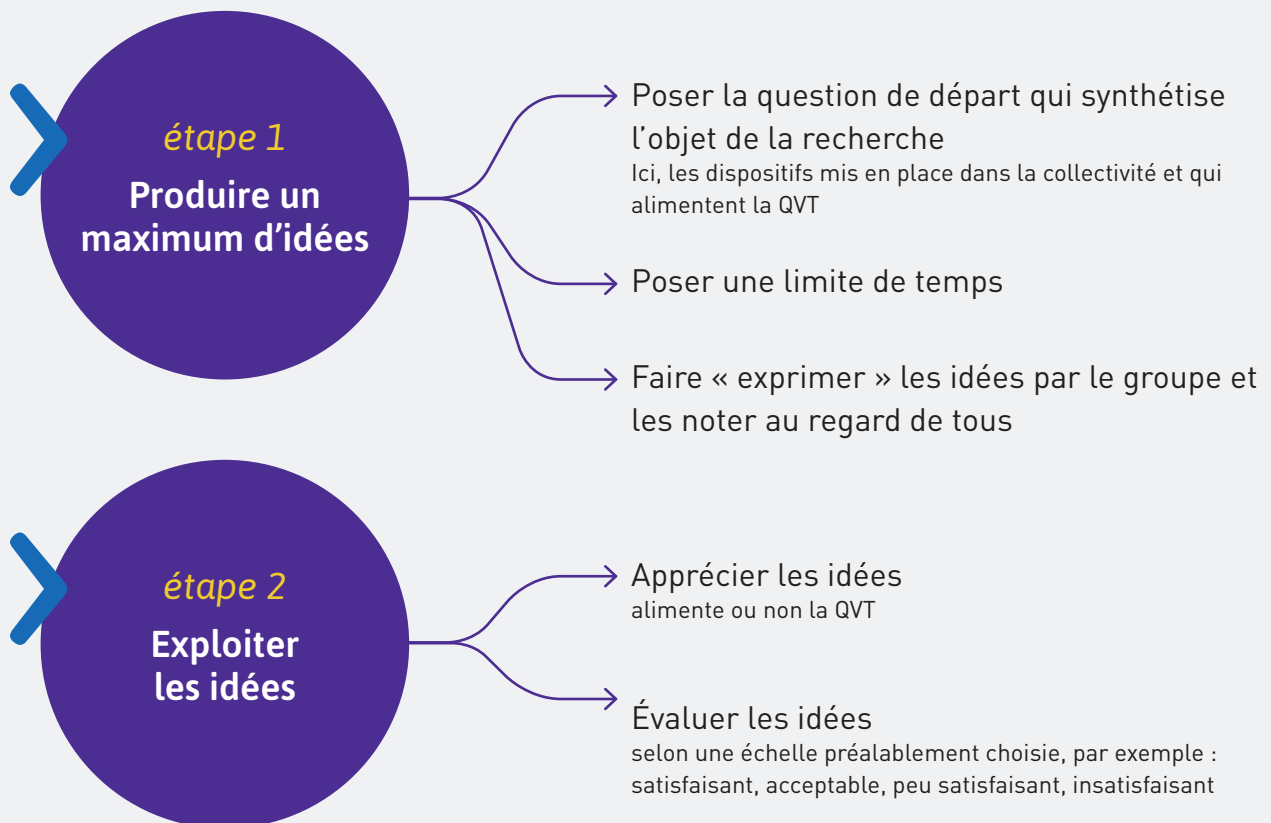 étape 1
Produire un
maximum d’idées
Poser la question de départ qui synthétise
l’objet de la recherche
Ici, les dispositifs mis en place dans la collectivité et qui
alimentent la QVT
Poser une limite de temps
Faire « exprimer » les idées par le groupe et
les noter au regard de tous
étape 2
Exploiter
les idées
Apprécier les idées
alimente ou non la QVT
Évaluer les idées
selon une échelle préalablement choisie, par exemple :
satisfaisant, acceptable, peu satisfaisant, insatisfaisant